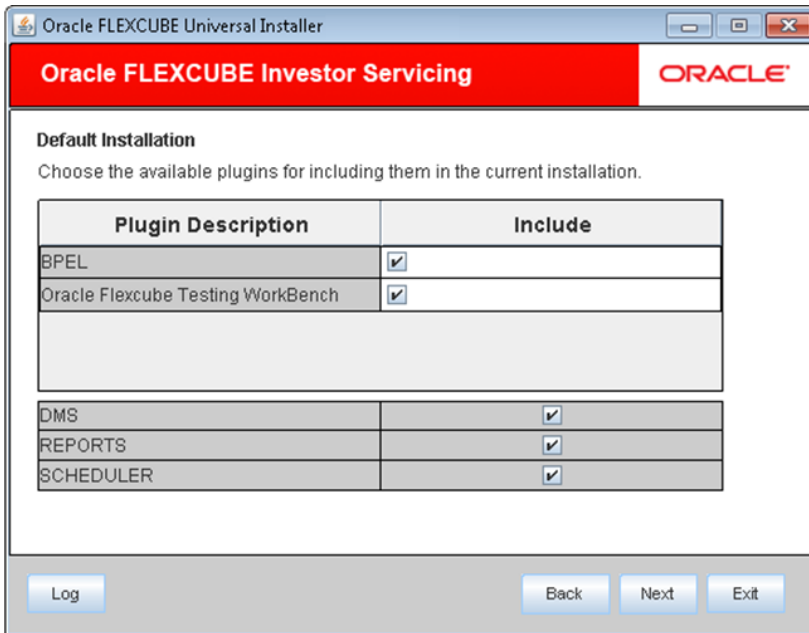 Oracle FLEXCUBE Universal Installer
Oracle FLEXCUBE Investor Servicing
ORACLE
Default Installation
Choose the available plugins for including them in the current installation.
Plugin Description Include
BPEL
Oracle Flexcube Testing WorkBench
DMS
REPORTS
SCHEDULER
Log Back Next Exit